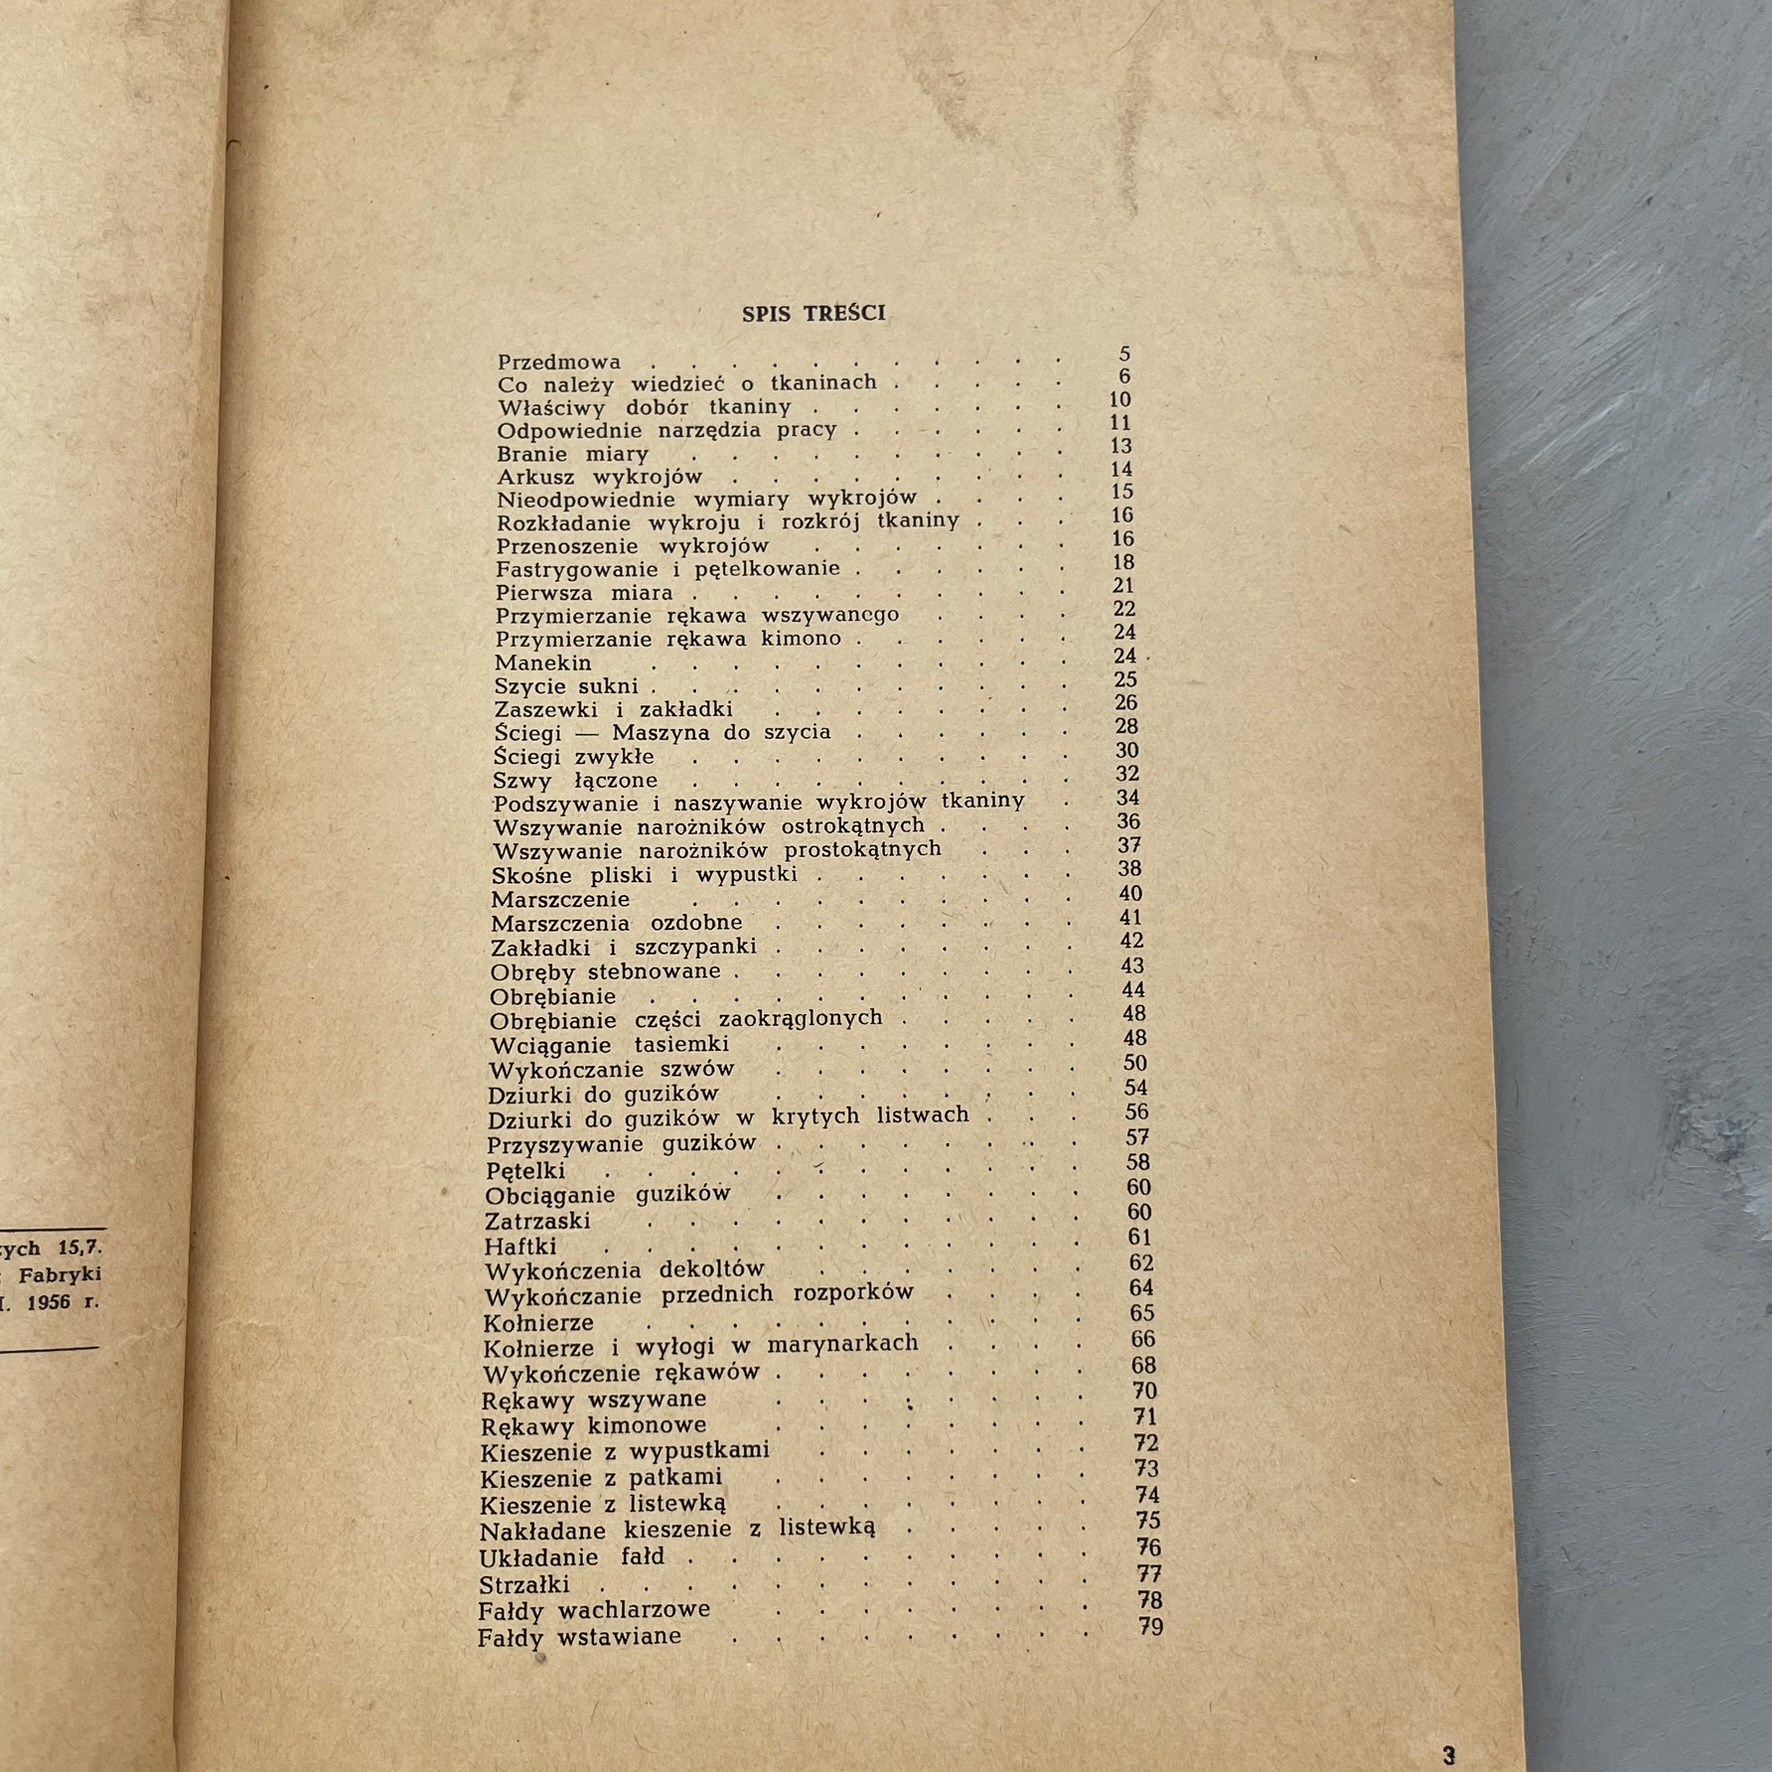 15,7.
Fabryki
1956 r.
SPIS TREŚCI
Przedmowa . . . . . . . . . . . 5
Co należy wiedzieć o tkaninach . . . . . 6
Właściwy dobór tkaniny . . . . . . . 10
Odpowiednie narzędzia pracy . . . . . . 11
Branie miary . . . . . . . . . . 13
Arkusz wykrojów . . . . . . . . . 14
Nieodpowiednie wymiary wykrojów . . . . 15
Rozkładanie wykroju i rozkrój tkaniny . . . 16
Przenoszenie wykrojów . . . . . . . 16
Fastrygowanie i pętelkowanie . . . . . . 18
Pierwsza miara . . . . . . . . . . 21
Przymierzanie rękawa wszywanego . . . . 22
Przymierzanie rękawa kimono . . . . . . 24
Manekin . . . . . . . . . . . 24
Szycie sukni . . . . . . . . . . . 25
Zaszewki i zakładki . . . . . . . . 26
Ściegi — Maszyna do szycia . . . . . . 28
Ściegi zwykłe . . . . . . . . . . 30
Szwy łączone . . . . . . . . . . 32
Podszywanie i naszywanie wykrojów tkaniny . 34
Wszywanie narożników ostrokątnych . . . . 36
Wszywanie narożników prostokątnych . . . 37
Skośne pliski i wypustki . . . . . . . 38
Marszczenie . . . . . . . . . . 40
Marszczenia ozdobne . . . . . . . . 41
Zakładki i szczypanki . . . . . . . . 42
Obręby stebnowane . . . . . . . . . 43
Obrębianie . . . . . . . . . . . 44
Obrębianie części zaokrąglonych . . . . . 48
Wciąganie tasiemki . . . . . . . . 48
Wykończanie szwów . . . . . . . . 50
Dziurki do guzików . . . . . . . . 54
Dziurki do guzików w krytych listwach . . . 56
Przyszywanie guzików . . . . . . . . 57
Pętelki . . . . . . . . . . . . 58
Obciąganie guzików . . . . . . . . 60
Zatrzaski . . . . . . . . . . . 60
Haftki . . . . . . . . . . . . 61
Wykończenia dekoltów . . . . . . . 62
Wykończanie przednich rozporków . . . . 64
Kołnierze . . . . . . . . . . . 65
Kołnierze i wyłogi w marynarkach . . . . 66
Wykończenie rękawów . . . . . . . . 68
Rękawy wszywane . . . . . . . . 70
Rękawy kimonowe . . . . . . . . 71
Kieszenie z wypustkami . . . . . . . 72
Kieszenie z patkami . . . . . . . . 73
Kieszenie z listewką . . . . . . . . 74
Nakładane kieszenie z listewką . . . . . 75
Układanie fałd . . . . . . . . . . 76
Strzałki . . . . . . . . . . . . 77
Fałdy wachlarzowe . . . . . . . . 78
Fałdy wstawiane . . . . . . . . . 79
3